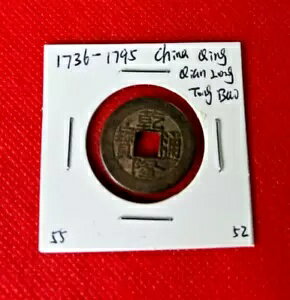 1736-1795 China Qing
Qian Long
Tong Bao
乾隆通寶
55 52